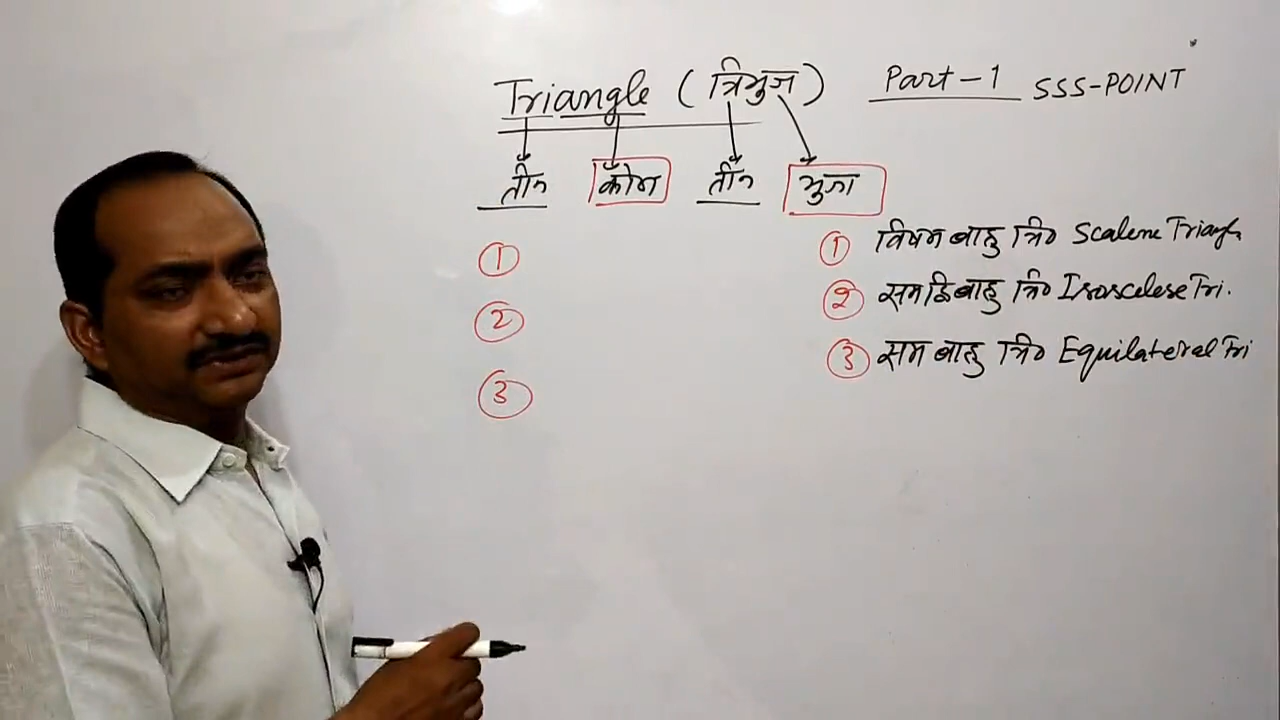 Triangle (त्रिभुज) Part-1 SSS-POINT
तीन कोण तीन भुजा
① ① विषम बाहु त्रि० Scalene Triangle
② ② समद्विबाहु त्रि० Isoscelese Tri.
③ ③ सम बाहु त्रि० Equilateral Tri